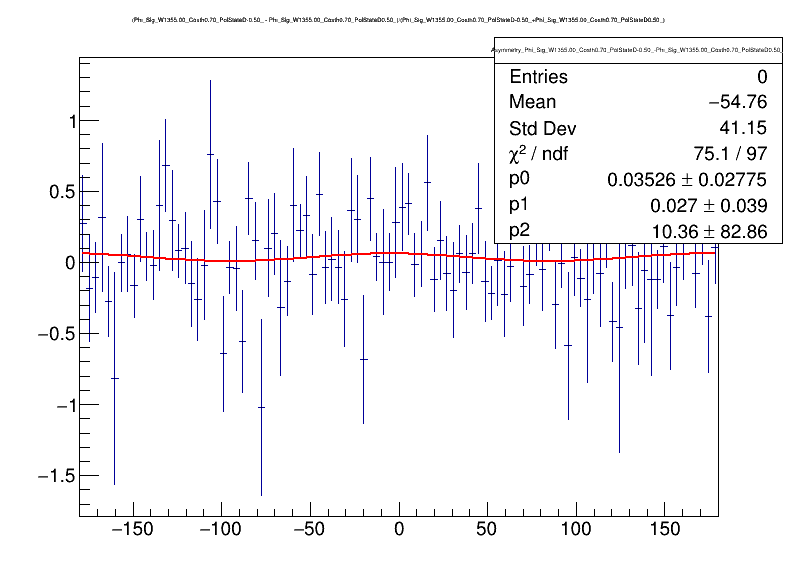 (Phi_Sig_W1355.00_Costh0.70_PolStateD-0.50_ - Phi_Sig_W1355.00_Costh0.70_PolStateD0.50_)/(Phi_Sig_W1355.00_Costh0.70_PolStateD-0.50_+Phi_Sig_W1355.00_Costh0.70_PolStateD0.50_)
Asymmetry_Phi_Sig_W1355.00_Costh0.70_PolStateD-0.50_-Phi_Sig_W1355.00_Costh0.70_PolStateD0.50_
Entries 0
Mean −54.76
Std Dev 41.15
χ² / ndf 75.1 / 97
p0 0.03526 ± 0.02775
p1 0.027 ± 0.039
p2 10.36 ± 82.86
1
0.5
0
−0.5
−1
−1.5
−150 −100 −50 0 50 100 150